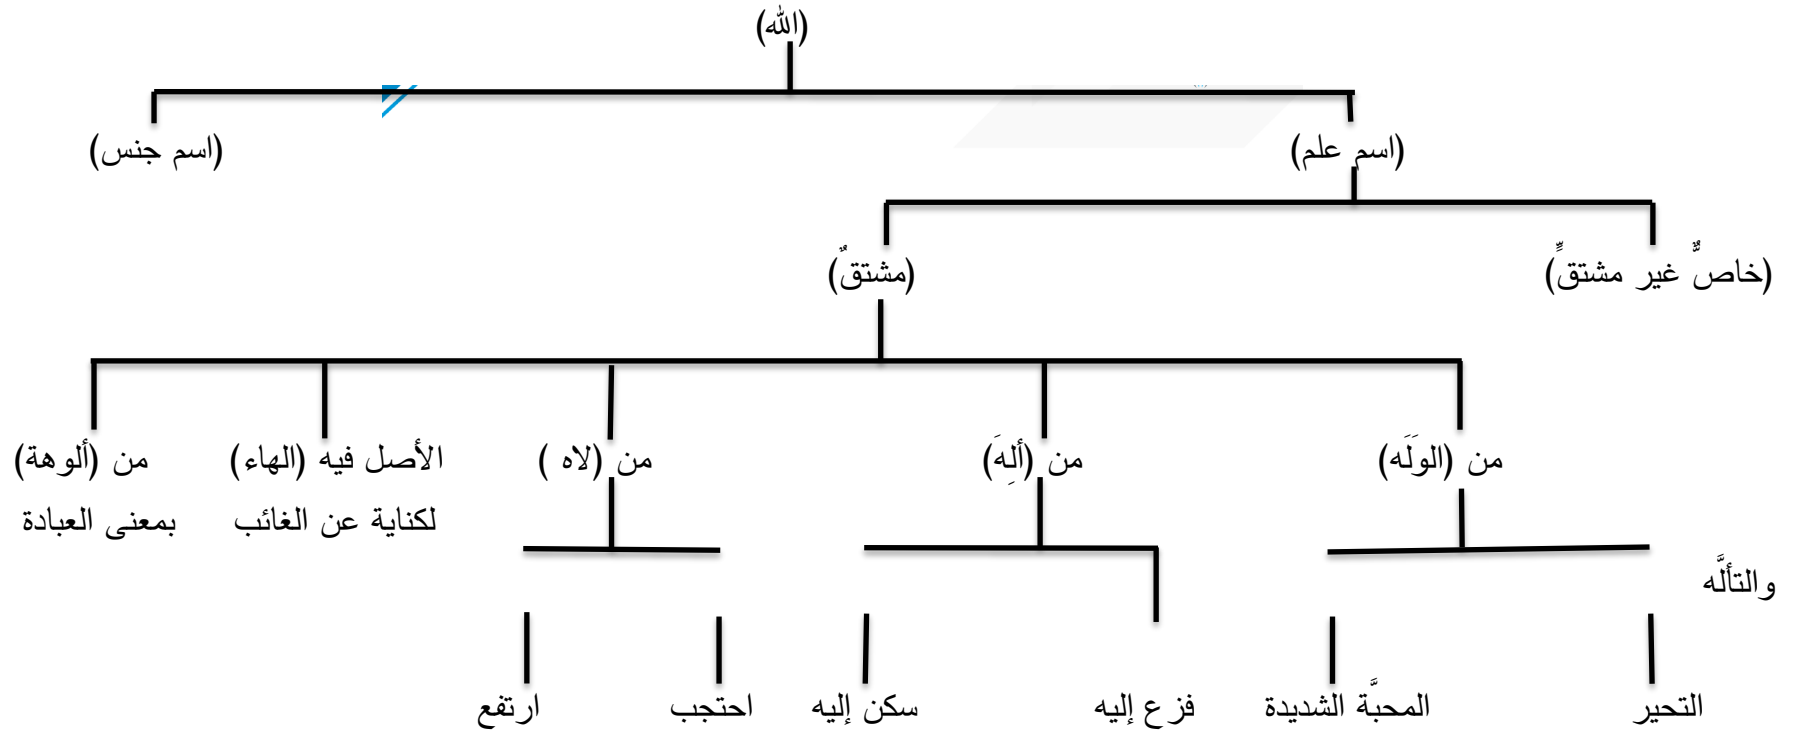 (الله)
(اسم علم)
(اسم جنس)
(خاصٌّ غير مشتقٍّ)
(مشتقٌ)
من (الوَلَه)
من (ألِهَ)
من (لاه )
الأصل فيه (الهاء)
لكناية عن الغائب
من (ألوهة)
بمعنى العبادة
والتألَّه
التحير
المحبَّة الشديدة
فزع إليه
سكن إليه
احتجب
ارتفع